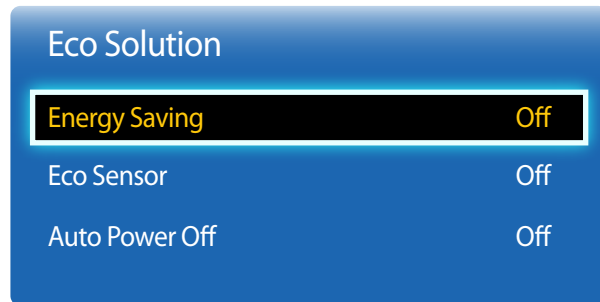 Eco Solution
Energy Saving Off
Eco Sensor Off
Auto Power Off Off